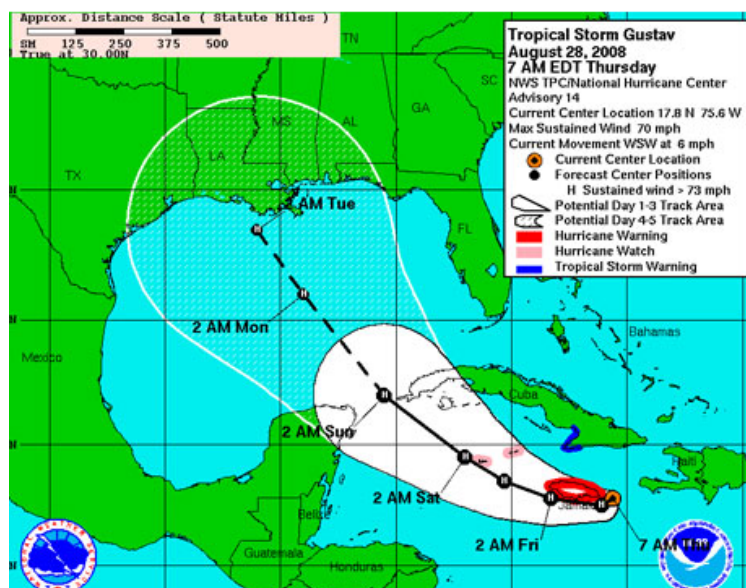 Approx. Distance Scale ( Statute Miles )
SM 125 250 375 500
True at 30.00N
Tropical Storm Gustav
August 28, 2008
7 AM EDT Thursday
NWS TPC/National Hurricane Center
Advisory 14
Current Center Location 17.8 N 75.6 W
Max Sustained Wind 70 mph
Current Movement WSW at 6 mph
Current Center Location
Forecast Center Positions
H Sustained wind > 73 mph
Potential Day 1-3 Track Area
Potential Day 4-5 Track Area
Hurricane Warning
Hurricane Watch
Tropical Storm Warning
TN
SC
MS
AL
GA
LA
TX
AM Tue
H
FL
2 AM Mon
H
Bahamas
Mexico
H
Cuba
2 AM Sun
H
Haiti
2 AM Sat
H
H
H
Belize
2 AM Fri
7 AM Thu
Guatemala
Honduras